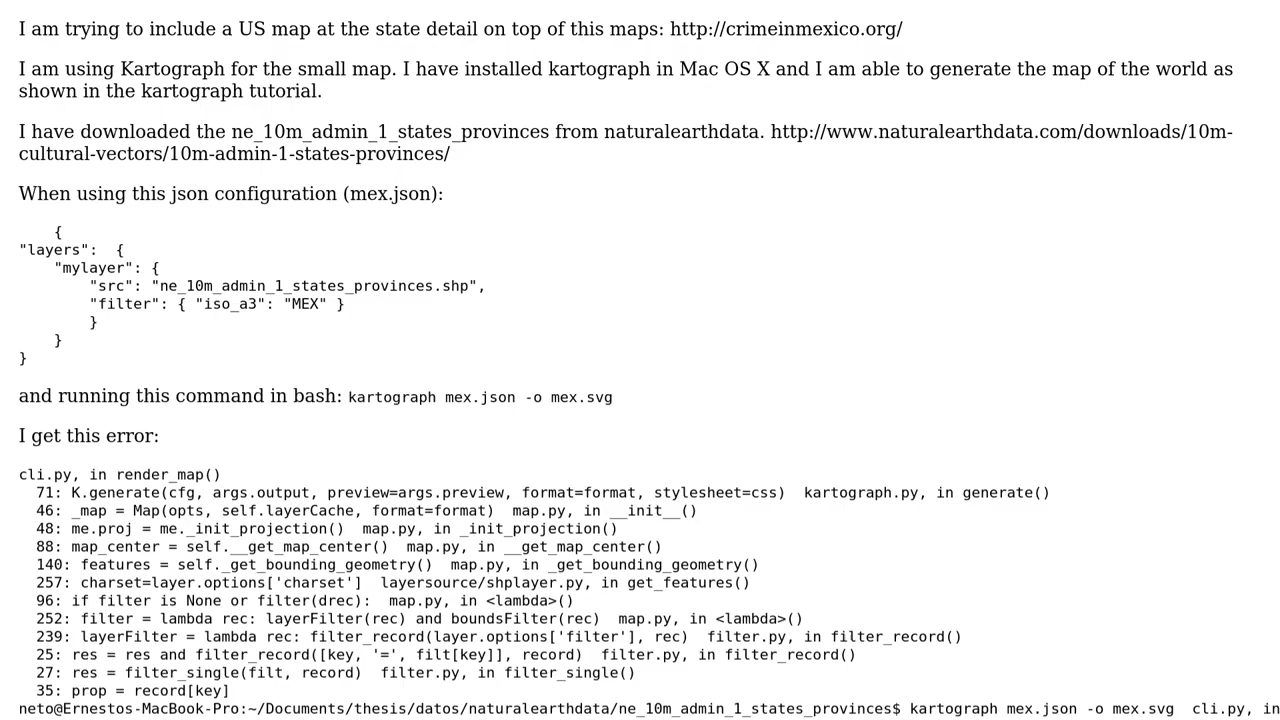 I am trying to include a US map at the state detail on top of this maps: http://crimeinmexico.org/
I am using Kartograph for the small map. I have installed kartograph in Mac OS X and I am able to generate the map of the world as
shown in the kartograph tutorial.
I have downloaded the ne_10m_admin_1_states_provinces from naturalearthdata. http://www.naturalearthdata.com/downloads/10m-
cultural-vectors/10m-admin-1-states-provinces/
When using this json configuration (mex.json):
    {
"layers":  {
    "mylayer": {
        "src": "ne_10m_admin_1_states_provinces.shp",
        "filter": { "iso_a3": "MEX" }
        }
    }
}
and running this command in bash: kartograph mex.json -o mex.svg
I get this error:
cli.py, in render_map()
  71: K.generate(cfg, args.output, preview=args.preview, format=format, stylesheet=css)  kartograph.py, in generate()
  46: _map = Map(opts, self.layerCache, format=format)  map.py, in __init__()
  48: me.proj = me._init_projection()  map.py, in _init_projection()
  88: map_center = self.__get_map_center()  map.py, in __get_map_center()
  140: features = self._get_bounding_geometry()  map.py, in _get_bounding_geometry()
  257: charset=layer.options['charset']  layersource/shplayer.py, in get_features()
  96: if filter is None or filter(drec):  map.py, in <lambda>()
  252: filter = lambda rec: layerFilter(rec) and boundsFilter(rec)  map.py, in <lambda>()
  239: layerFilter = lambda rec: filter_record(layer.options['filter'], rec)  filter.py, in filter_record()
  25: res = res and filter_record([key, '=', filt[key]], record)  filter.py, in filter_record()
  27: res = filter_single(filt, record)  filter.py, in filter_single()
  35: prop = record[key]
neto@Ernestos-MacBook-Pro:~/Documents/thesis/datos/naturalearthdata/ne_10m_admin_1_states_provinces$ kartograph mex.json -o mex.svg  cli.py, in